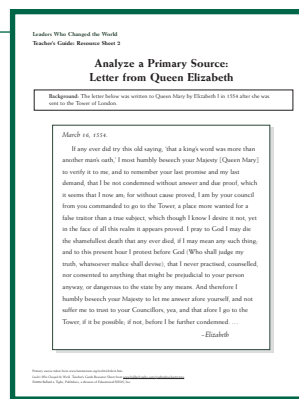 Leaders Who Changed the World
Teacher's Guide: Resource Sheet 2
Analyze a Primary Source:
Letter from Queen Elizabeth
Background: The letter below was written to Queen Mary by Elizabeth I in 1554 after she was
sent to the Tower of London.
March 16, 1554.
If any ever did try this old saying, 'that a king's word was more than
another man's oath,' I most humbly beseech your Majesty [Queen Mary]
to verify it to me, and to remember your last promise and my last
demand, that I be not condemned without answer and due proof, which
it seems that I now am; for without cause proved, I am by your council
from you commanded to go to the Tower, a place more wanted for a
false traitor than a true subject, which though I know I desire it not, yet
in the face of all this realm it appears proved. I pray to God I may die
the shamefullest death that any ever died, if I may mean any such thing;
and to this present hour I protest before God (Who shall judge my
truth, whatsoever malice shall devise), that I never practised, counselled,
nor consented to anything that might be prejudicial to your person
anyway, or dangerous to the state by any means. And therefore I
humbly beseech your Majesty to let me answer afore yourself, and not
suffer me to trust to your Councillors, yea, and that afore I go to the
Tower, if it be possible; if not, before I be further condemned. …
–Elizabeth